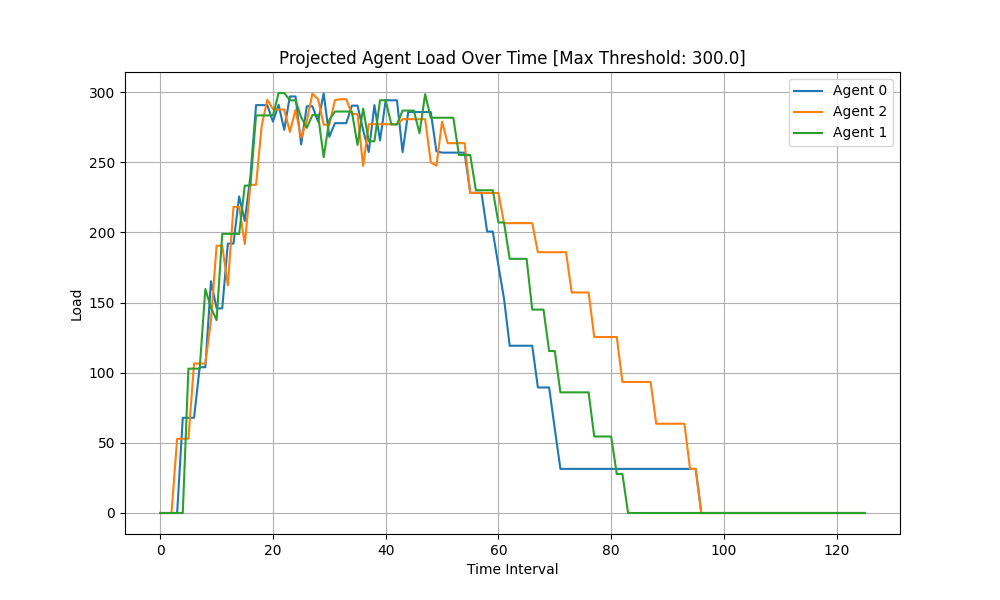 Projected Agent Load Over Time [Max Threshold: 300.0]
Agent 0
Agent 2
Agent 1
300
250
200
150
100
50
0
Load
0 20 40 60 80 100 120
Time Interval